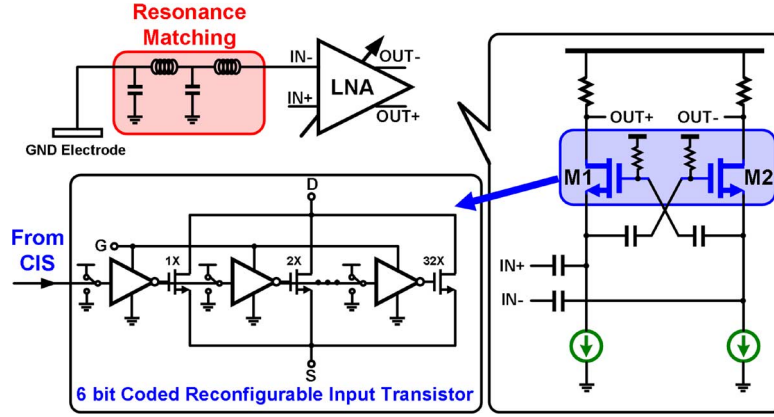 Resonance
Matching
IN-
OUT-
LNA
IN+
OUT+
GND Electrode
OUT+
OUT-
M1
M2
D
From
CIS
G
1X
2X
32X
IN+
IN-
S
6 bit Coded Reconfigurable Input Transistor